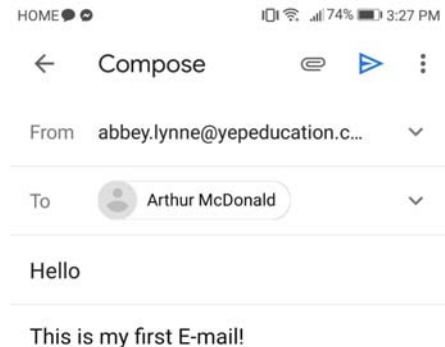 HOME 74% 3:27 PM
Compose
From abbey.lynne@yepeducation.c...
To Arthur McDonald
Hello
This is my first E-mail!